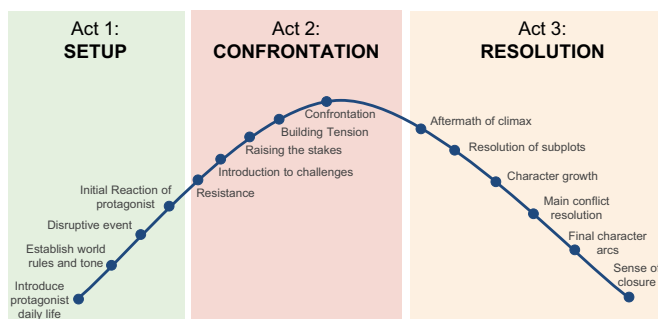 Act 1:
SETUP
Act 2:
CONFRONTATION
Act 3:
RESOLUTION
Introduce
protagonist
daily life
Establish world
rules and tone
Disruptive event
Initial Reaction of
protagonist
Resistance
Introduction to challenges
Raising the stakes
Building Tension
Confrontation
Aftermath of climax
Resolution of subplots
Character growth
Main conflict
resolution
Final character
arcs
Sense of
closure